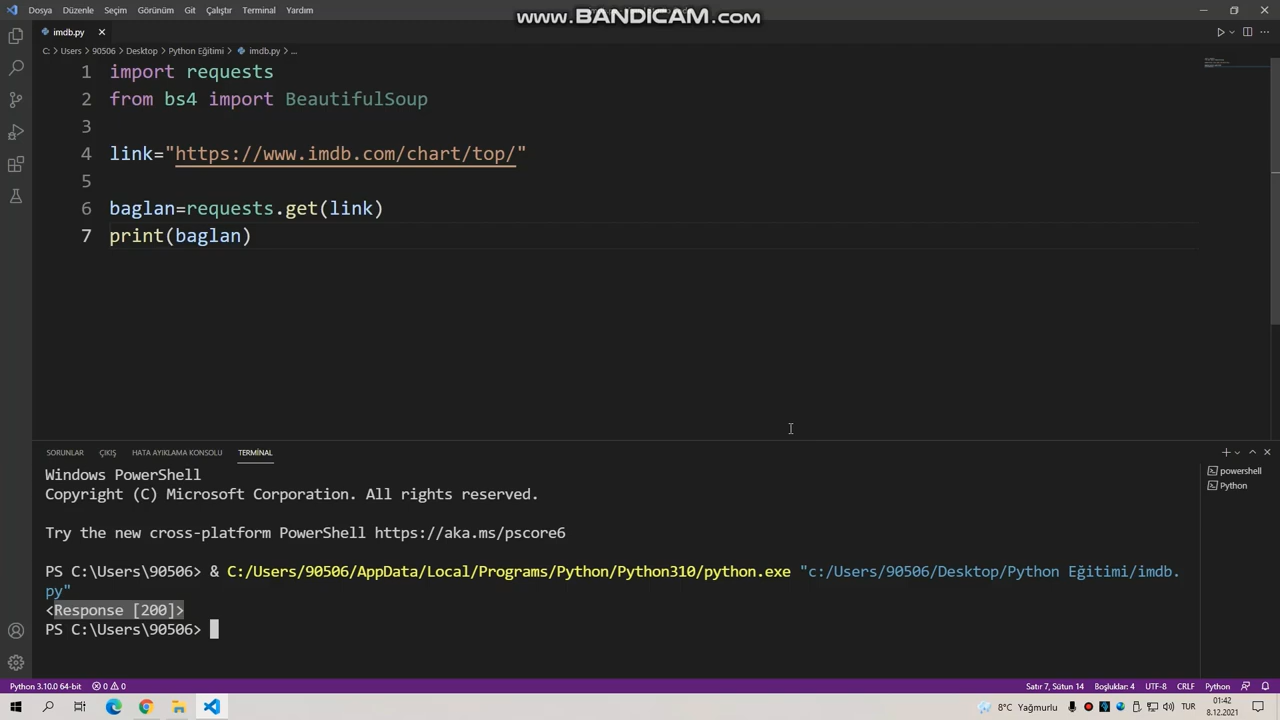 Dosya Düzenle Seçim Görünüm Git Çalıştır Terminal Yardım
www.BANDICAM.com
imdb.py
C: > Users > 90506 > Desktop > Python Eğitimi > imdb.py > ...
1 import requests
2 from bs4 import BeautifulSoup
3
4 link="https://www.imdb.com/chart/top/"
5
6 baglan=requests.get(link)
7 print(baglan)
SORUNLAR ÇIKIŞ HATA AYIKLAMA KONSOLU TERMİNAL
Windows PowerShell
Copyright (C) Microsoft Corporation. All rights reserved.
Try the new cross-platform PowerShell https://aka.ms/pscore6
PS C:\Users\90506> & C:/Users/90506/AppData/Local/Programs/Python/Python310/python.exe "c:/Users/90506/Desktop/Python Eğitimi/imdb.
py"
<Response [200]>
PS C:\Users\90506>
powershell
Python
Python 3.10.0 64-bit 0 0 Satır 7, Sütun 14 Boşluklar: 4 UTF-8 CRLF Python
8°C Yağmurlu TUR 01:42
8.12.2021